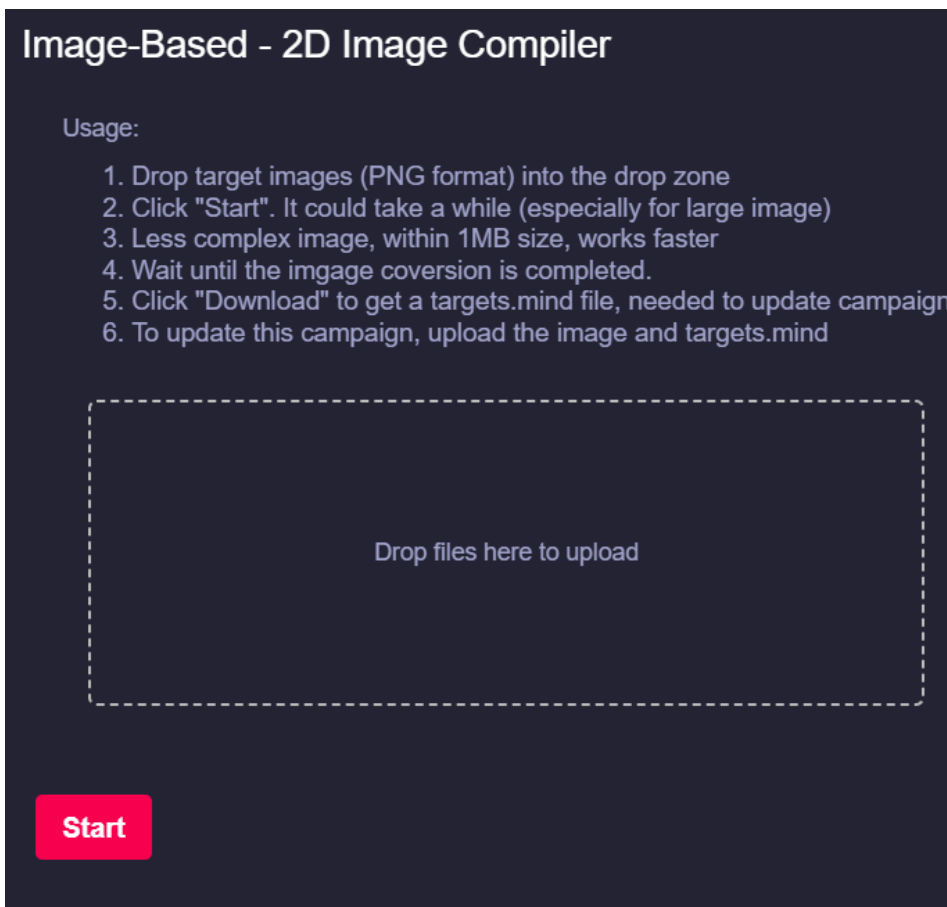 Image-Based - 2D Image Compiler
Usage:
1. Drop target images (PNG format) into the drop zone
2. Click "Start". It could take a while (especially for large image)
3. Less complex image, within 1MB size, works faster
4. Wait until the imgage coversion is completed.
5. Click "Download" to get a targets.mind file, needed to update campaign
6. To update this campaign, upload the image and targets.mind
Drop files here to upload
Start